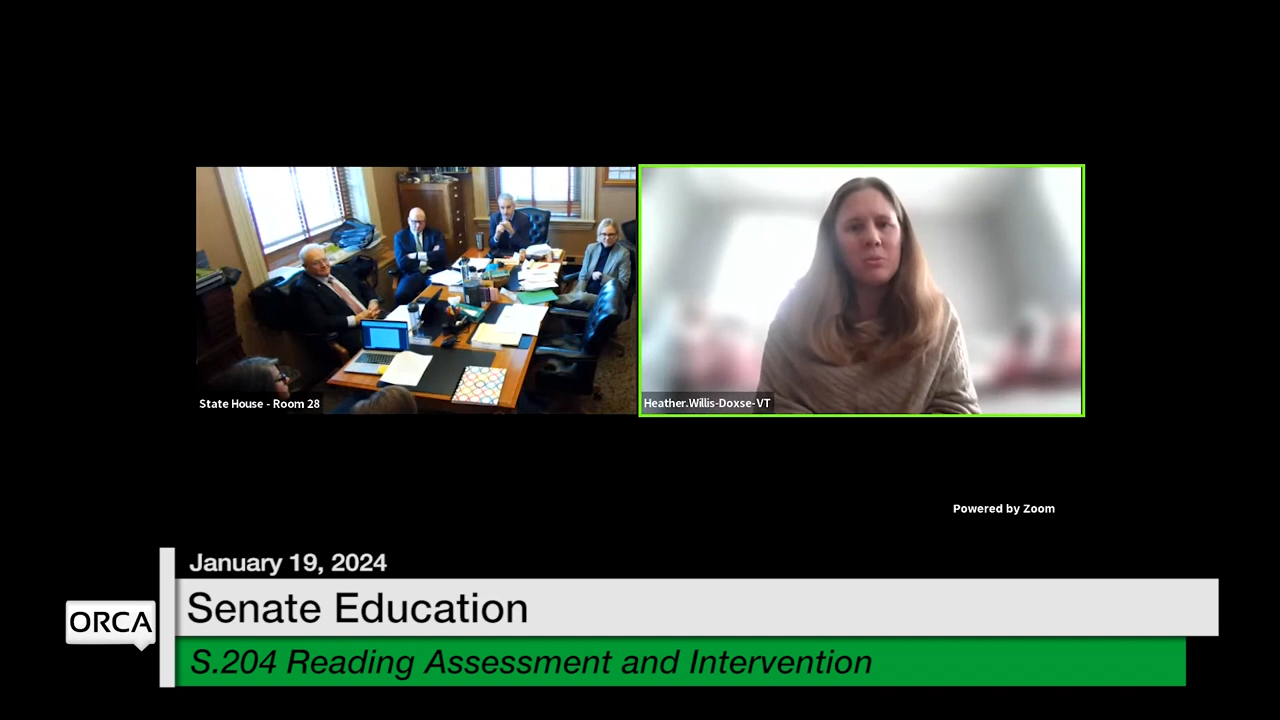 State House - Room 28
Heather.Willis-Doxse-VT
Powered by Zoom
January 19, 2024
Senate Education
ORCA
S.204 Reading Assessment and Intervention